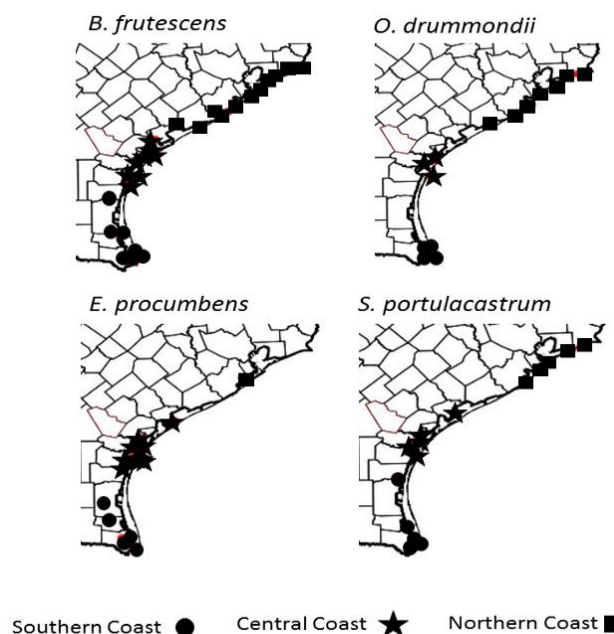 B. frutescens
O. drummondii
E. procumbens
S. portulacastrum
Southern Coast
Central Coast
Northern Coast